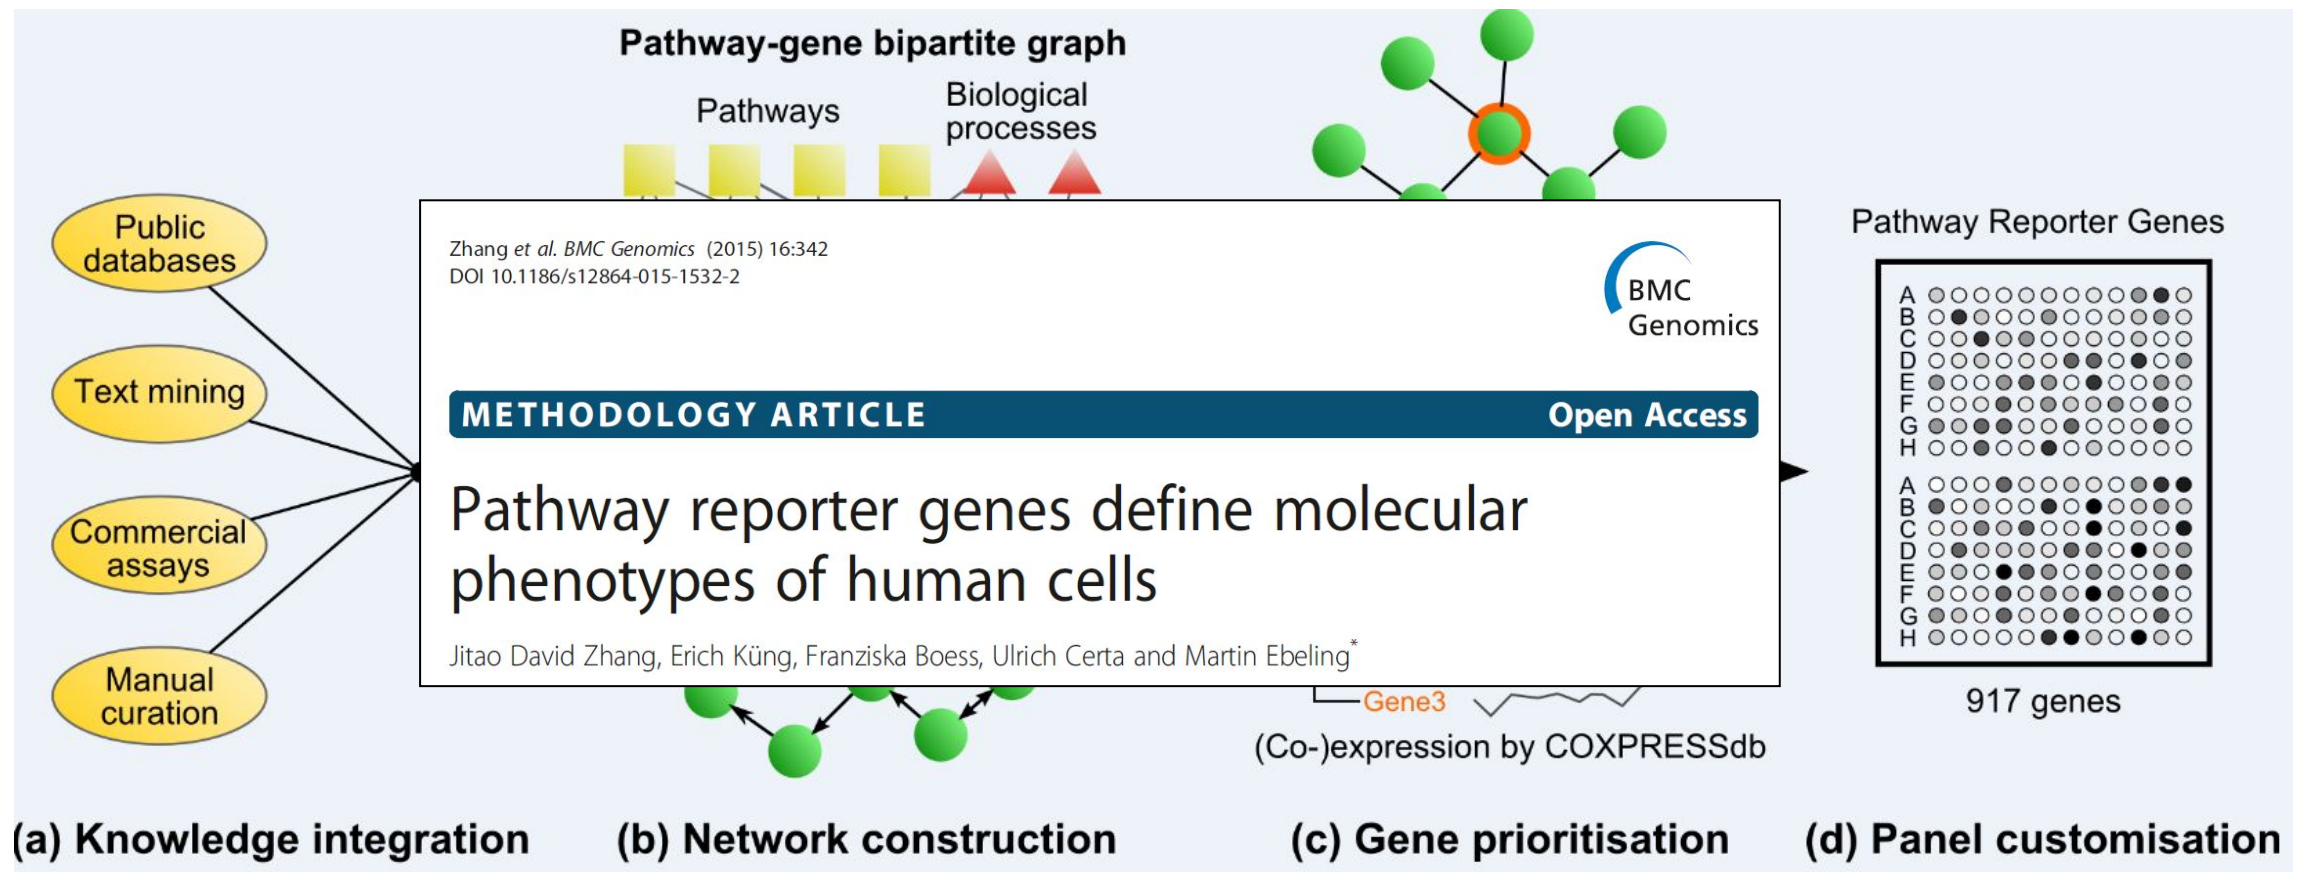 Pathway-gene bipartite graph
Pathways
Biological
processes
Public
databases
Text mining
Commercial
assays
Manual
curation
Zhang et al. BMC Genomics (2015) 16:342
DOI 10.1186/s12864-015-1532-2
BMC
Genomics
METHODOLOGY ARTICLE
Open Access
Pathway reporter genes define molecular
phenotypes of human cells
Jitao David Zhang, Erich Küng, Franziska Boess, Ulrich Certa and Martin Ebeling*
Gene3
(Co-)expression by COXPRESSdb
Pathway Reporter Genes
A
B
C
D
E
F
G
H
A
B
C
D
E
F
G
H
917 genes
(a) Knowledge integration
(b) Network construction
(c) Gene prioritisation
(d) Panel customisation